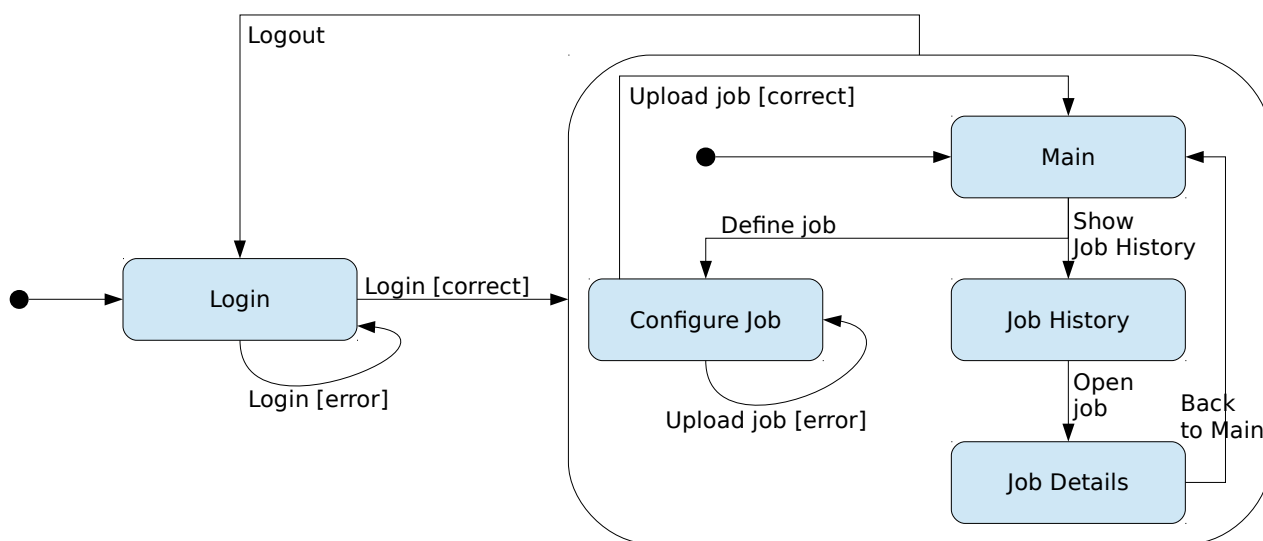 Logout
Upload job [correct]
Main
Define job
Show
Job History
Login
Login [correct]
Configure Job
Job History
Login [error]
Upload job [error]
Open
job
Back
to Main
Job Details